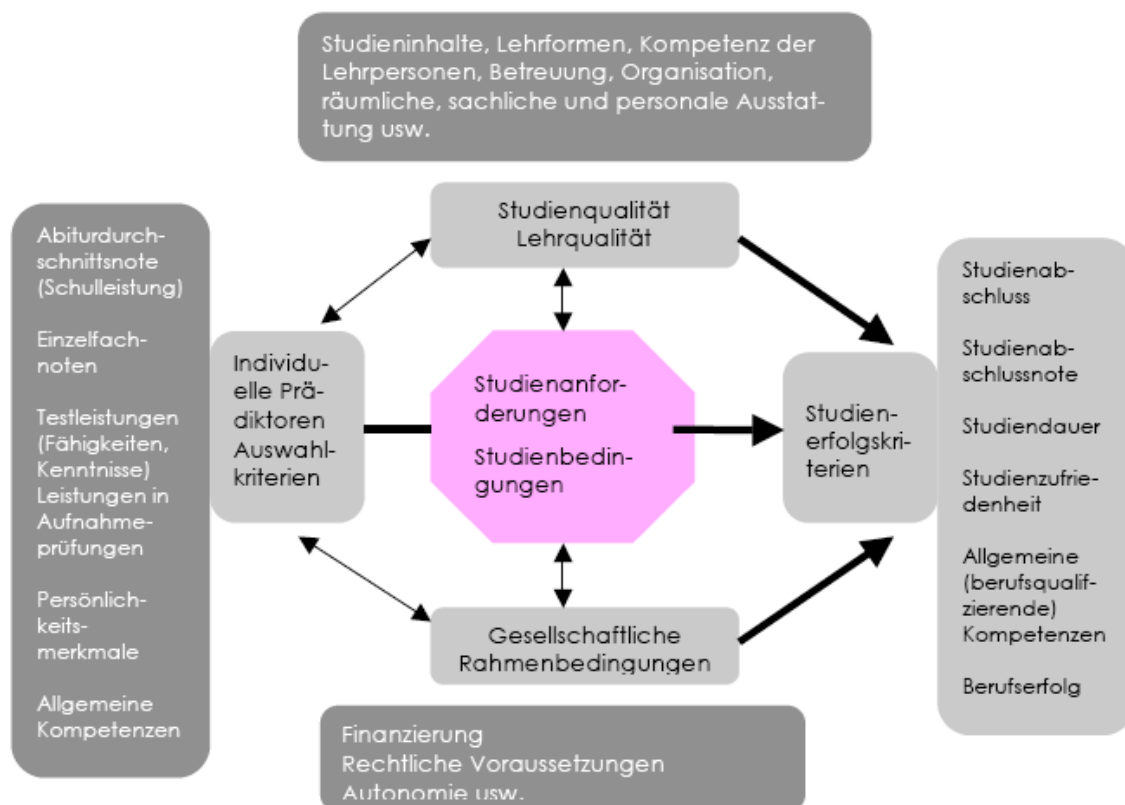 Studieninhalte, Lehrformen, Kompetenz der
Lehrpersonen, Betreuung, Organisation,
räumliche, sachliche und personale Ausstat-
tung usw.
Studienqualität
Lehrqualität
Abiturdurch-
schnittsnote
(Schulleistung)
Einzelfach-
noten
Testleistungen
(Fähigkeiten,
Kenntnisse)
Leistungen in
Aufnahme-
prüfungen
Persönlich-
keits-
merkmale
Allgemeine
Kompetenzen
Individu-
elle Prä-
diktoren
Auswahl-
kriterien
Studienanfor-
derungen
Studienbedin-
gungen
Studien-
erfolgskri-
terien
Studienab-
schluss
Studienab-
schlussnote
Studiendauer
Studienzufrie-
denheit
Allgemeine
(berufsqualif-
zierende)
Kompetenzen
Berufserfolg
Gesellschaftliche
Rahmenbedingungen
Finanzierung
Rechtliche Voraussetzungen
Autonomie usw.